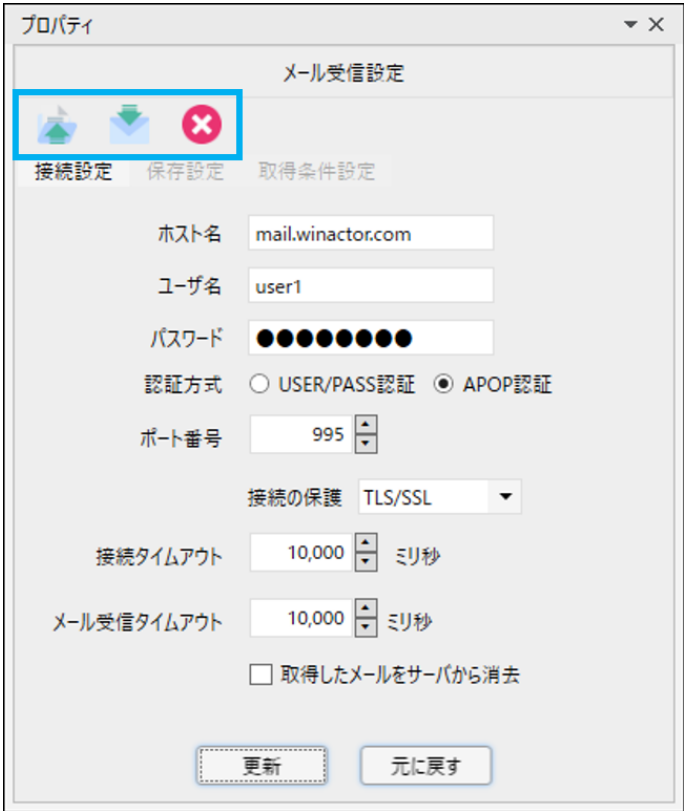 プロパティ
メール受信設定
接続設定 保存設定 取得条件設定
ホスト名 mail.winactor.com
ユーザ名 user1
パスワード ●●●●●●●●
認証方式 USER/PASS認証 APOP認証
ポート番号 995
接続の保護 TLS/SSL
接続タイムアウト 10,000 ミリ秒
メール受信タイムアウト 10,000 ミリ秒
取得したメールをサーバから消去
更新 元に戻す